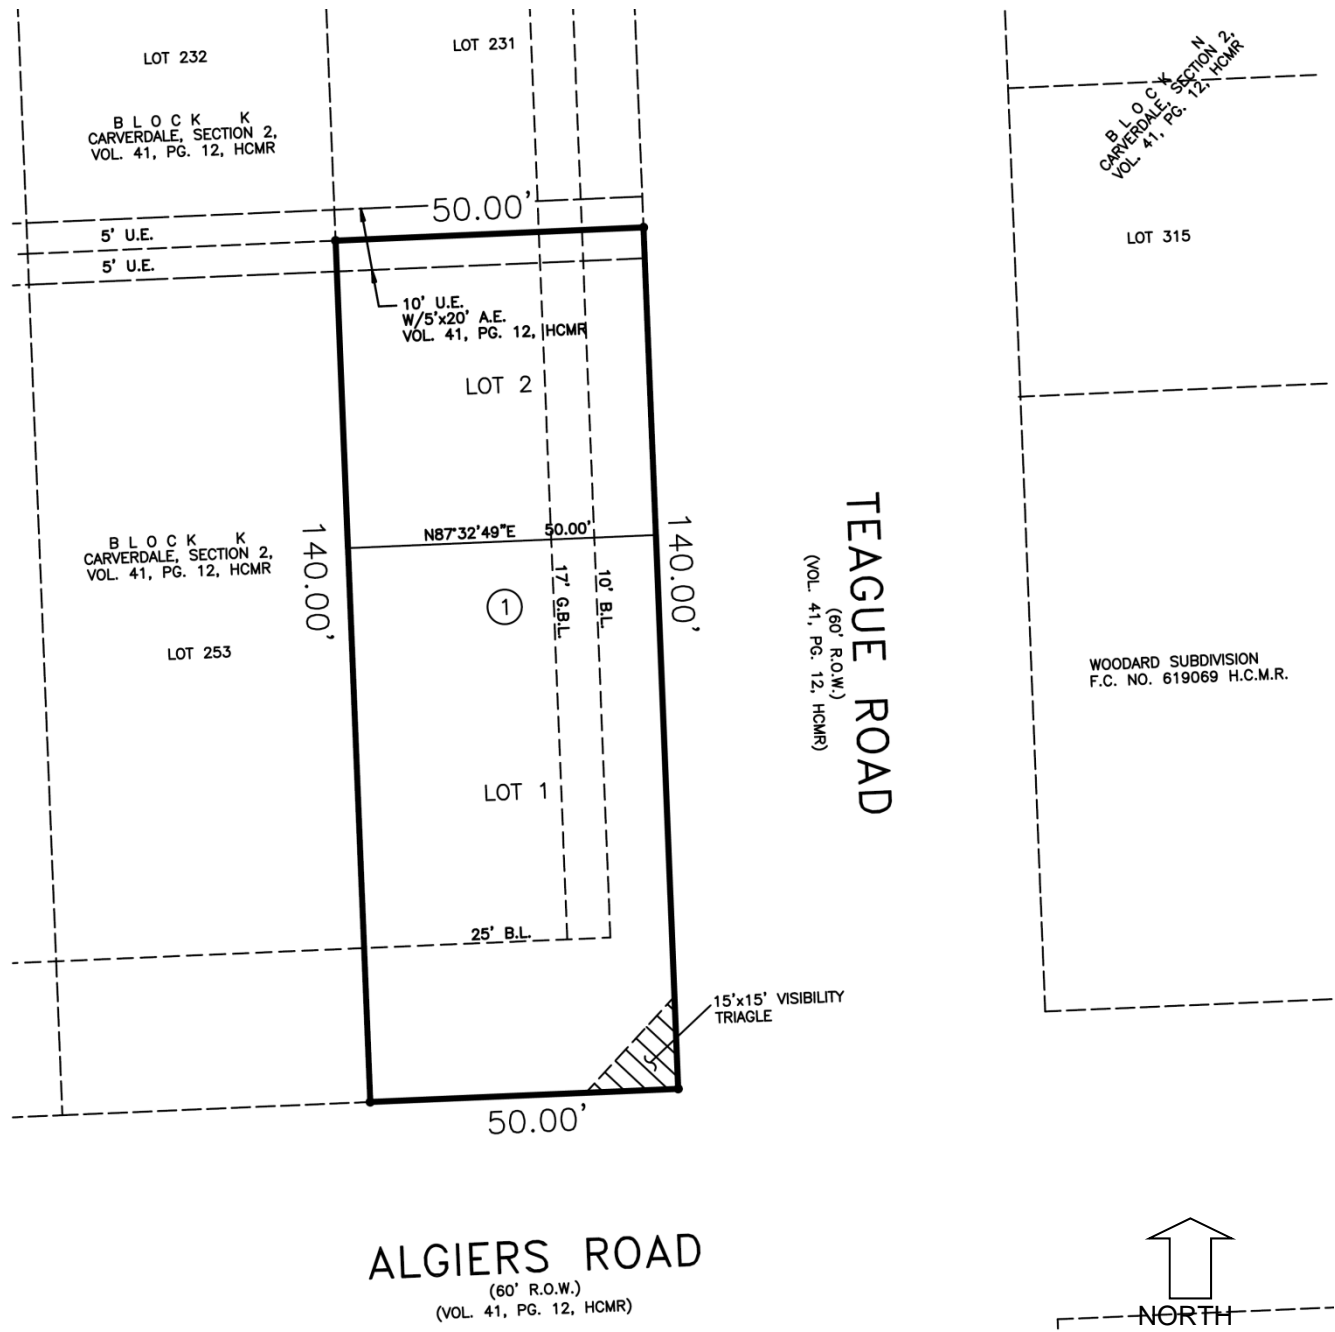 LOT 232
LOT 231
B L O C K K
CARVERDALE, SECTION 2,
VOL. 41, PG. 12, HCMR
B L O C K N
CARVERDALE, SECTION 2,
VOL. 41, PG. 12, HCMR
LOT 315
50.00'
5' U.E.
5' U.E.
10' U.E.
W/5'x20' A.E.
VOL. 41, PG. 12, HCMR
LOT 2
N87°32'49"E 50.00'
140.00'
140.00'
B L O C K K
CARVERDALE, SECTION 2,
VOL. 41, PG. 12, HCMR
LOT 253
1
17' G.B.L.
10' B.L.
TEAGUE ROAD
(60' R.O.W.)
(VOL. 41, PG. 12, HCMR)
WOODARD SUBDIVISION
F.C. NO. 619069 H.C.M.R.
LOT 1
25' B.L.
15'x15' VISIBILITY
TRIAGLE
50.00'
ALGIERS ROAD
(60' R.O.W.)
(VOL. 41, PG. 12, HCMR)
NORTH